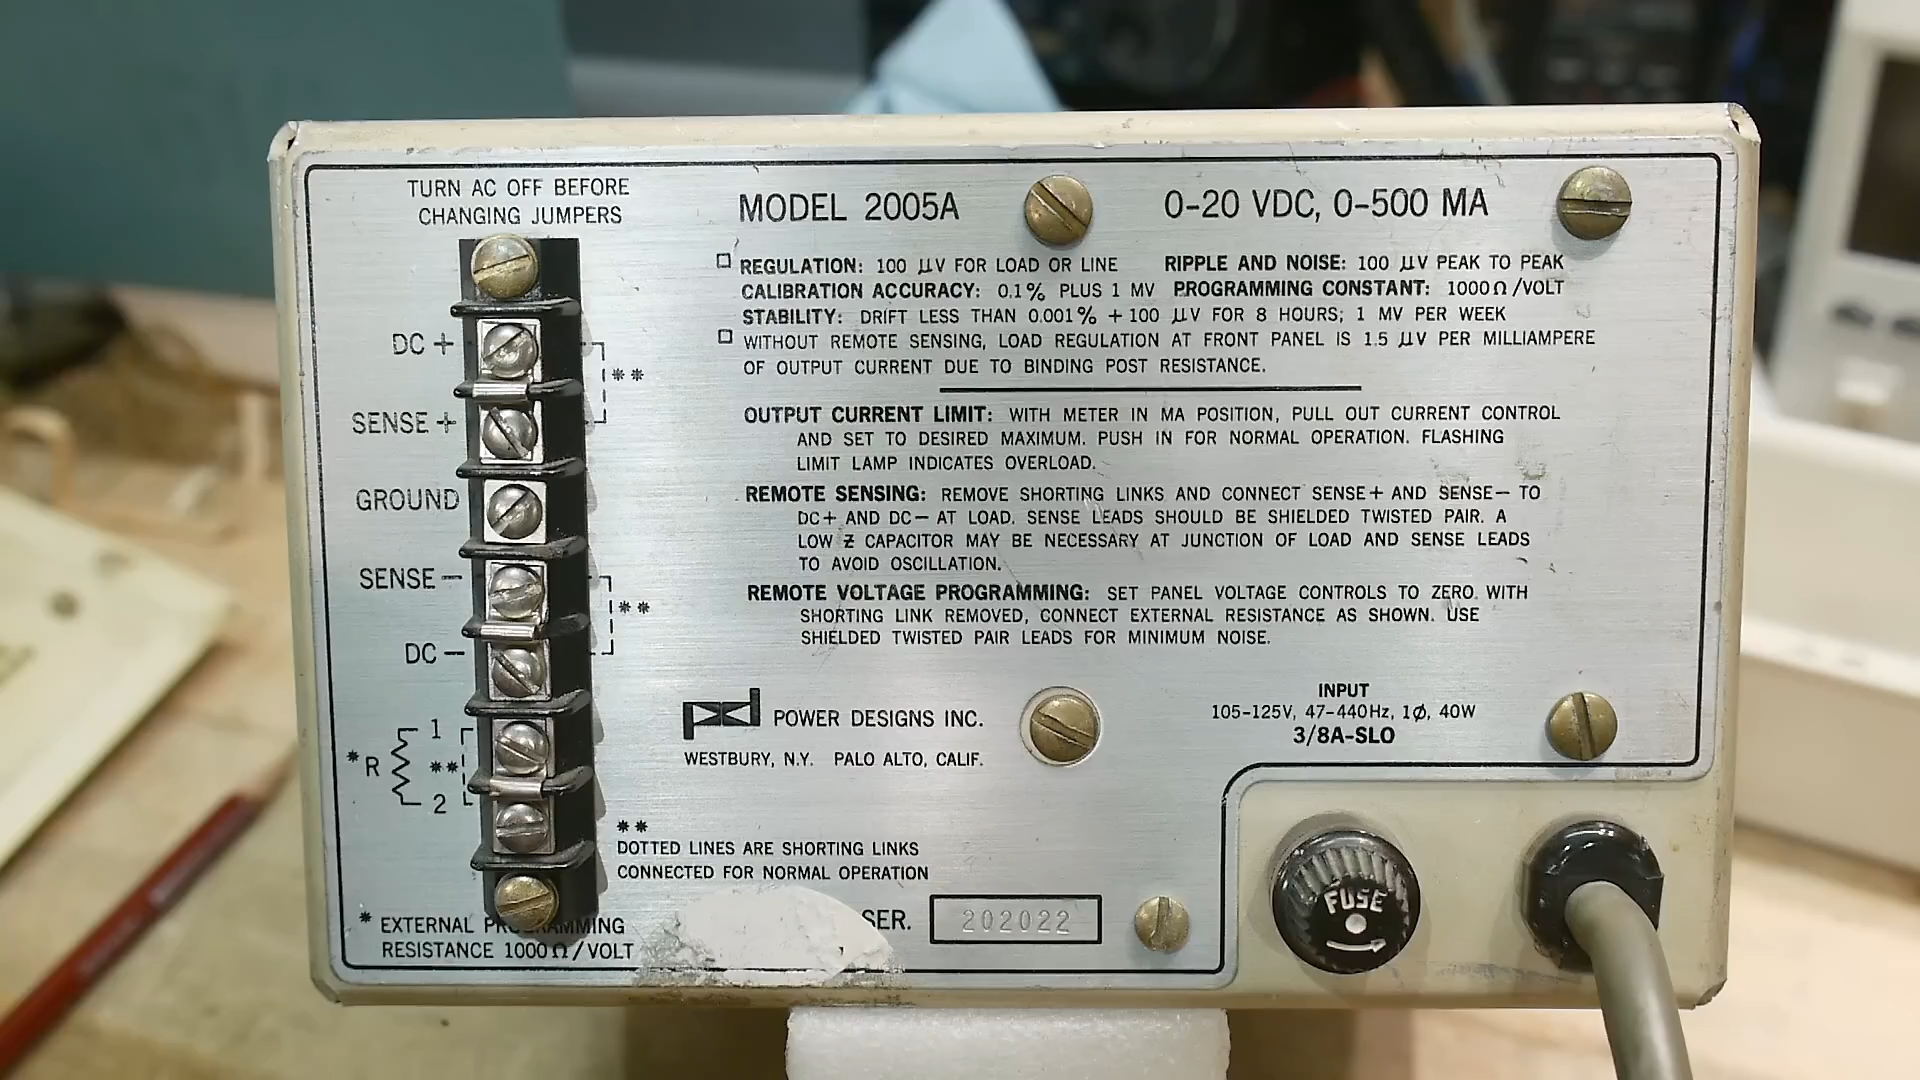 TURN AC OFF BEFORE
CHANGING JUMPERS
DC +
SENSE +
GROUND
SENSE −
DC −
* R
1
2
**
**
**
* EXTERNAL PROGRAMMING
RESISTANCE 1000Ω/VOLT
**
DOTTED LINES ARE SHORTING LINKS
CONNECTED FOR NORMAL OPERATION
MODEL 2005A
0-20 VDC, 0-500 MA
□ REGULATION: 100 µV FOR LOAD OR LINE RIPPLE AND NOISE: 100 µV PEAK TO PEAK
CALIBRATION ACCURACY: 0.1% PLUS 1 MV PROGRAMMING CONSTANT: 1000Ω/VOLT
STABILITY: DRIFT LESS THAN 0.001% + 100 µV FOR 8 HOURS; 1 MV PER WEEK
□ WITHOUT REMOTE SENSING, LOAD REGULATION AT FRONT PANEL IS 1.5 µV PER MILLIAMPERE
OF OUTPUT CURRENT DUE TO BINDING POST RESISTANCE.
OUTPUT CURRENT LIMIT: WITH METER IN MA POSITION, PULL OUT CURRENT CONTROL
AND SET TO DESIRED MAXIMUM. PUSH IN FOR NORMAL OPERATION. FLASHING
LIMIT LAMP INDICATES OVERLOAD.
REMOTE SENSING: REMOVE SHORTING LINKS AND CONNECT SENSE+ AND SENSE− TO
DC+ AND DC− AT LOAD. SENSE LEADS SHOULD BE SHIELDED TWISTED PAIR. A
LOW Z CAPACITOR MAY BE NECESSARY AT JUNCTION OF LOAD AND SENSE LEADS
TO AVOID OSCILLATION.
REMOTE VOLTAGE PROGRAMMING: SET PANEL VOLTAGE CONTROLS TO ZERO. WITH
SHORTING LINK REMOVED, CONNECT EXTERNAL RESISTANCE AS SHOWN. USE
SHIELDED TWISTED PAIR LEADS FOR MINIMUM NOISE.
pd POWER DESIGNS INC.
WESTBURY, N.Y. PALO ALTO, CALIF.
INPUT
105-125V, 47-440Hz, 1ø, 40W
3/8A-SLO
SER. 202022
FUSE